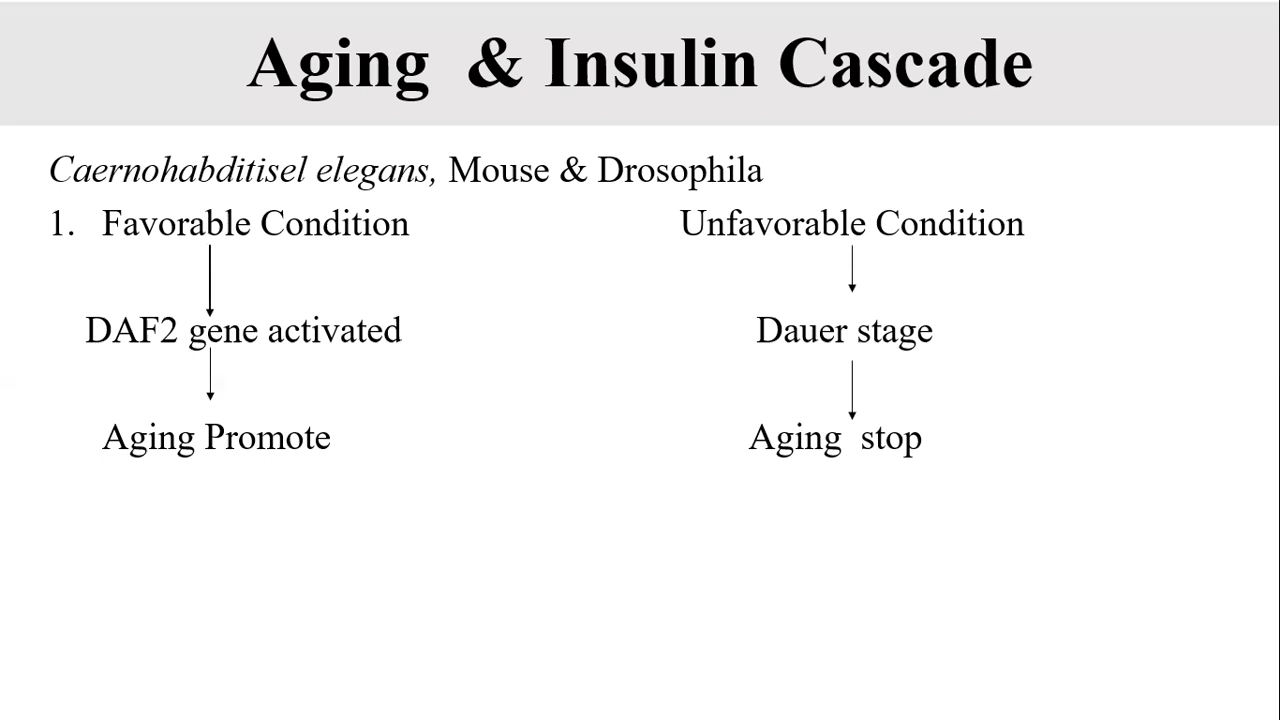 Aging & Insulin Cascade
Caernohabditisel elegans, Mouse & Drosophila
1. Favorable Condition
Unfavorable Condition
DAF2 gene activated
Dauer stage
Aging Promote
Aging stop